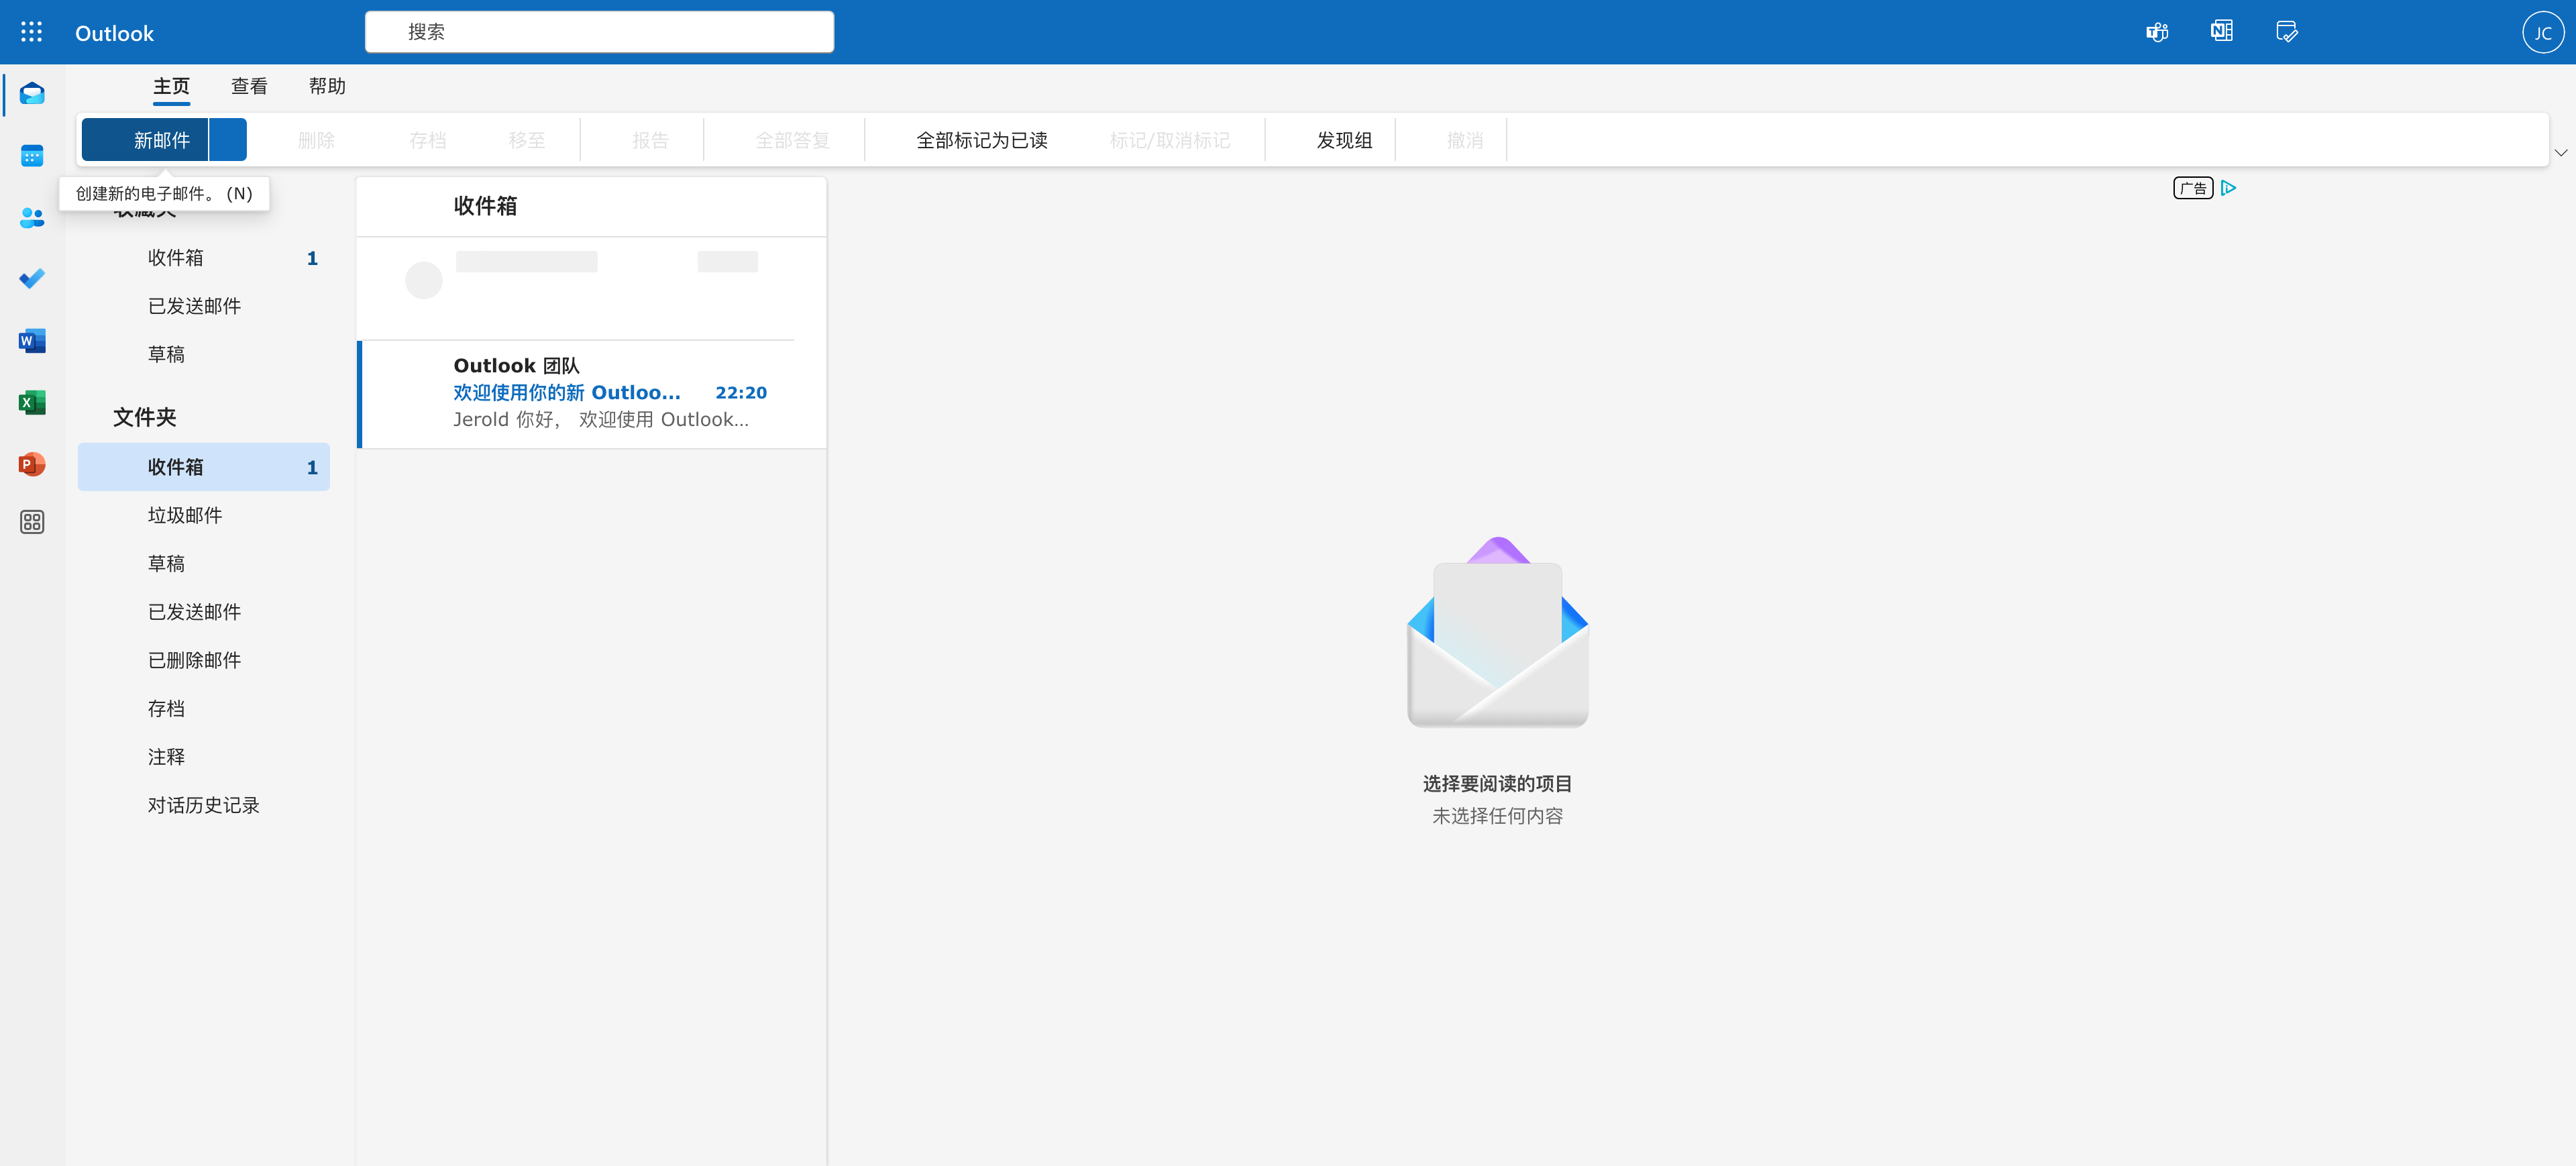 Outlook
搜索
JC
主页
查看
帮助
新邮件
删除
存档
移至
报告
全部答复
全部标记为已读
标记/取消标记
发现组
撤消
创建新的电子邮件。 (N)
收件箱 1
已发送邮件
草稿
文件夹
收件箱 1
垃圾邮件
草稿
已发送邮件
已删除邮件
存档
注释
对话历史记录
收件箱
Outlook 团队
欢迎使用你的新 Outloo... 22:20
Jerold 你好， 欢迎使用 Outlook...
广告
选择要阅读的项目
未选择任何内容